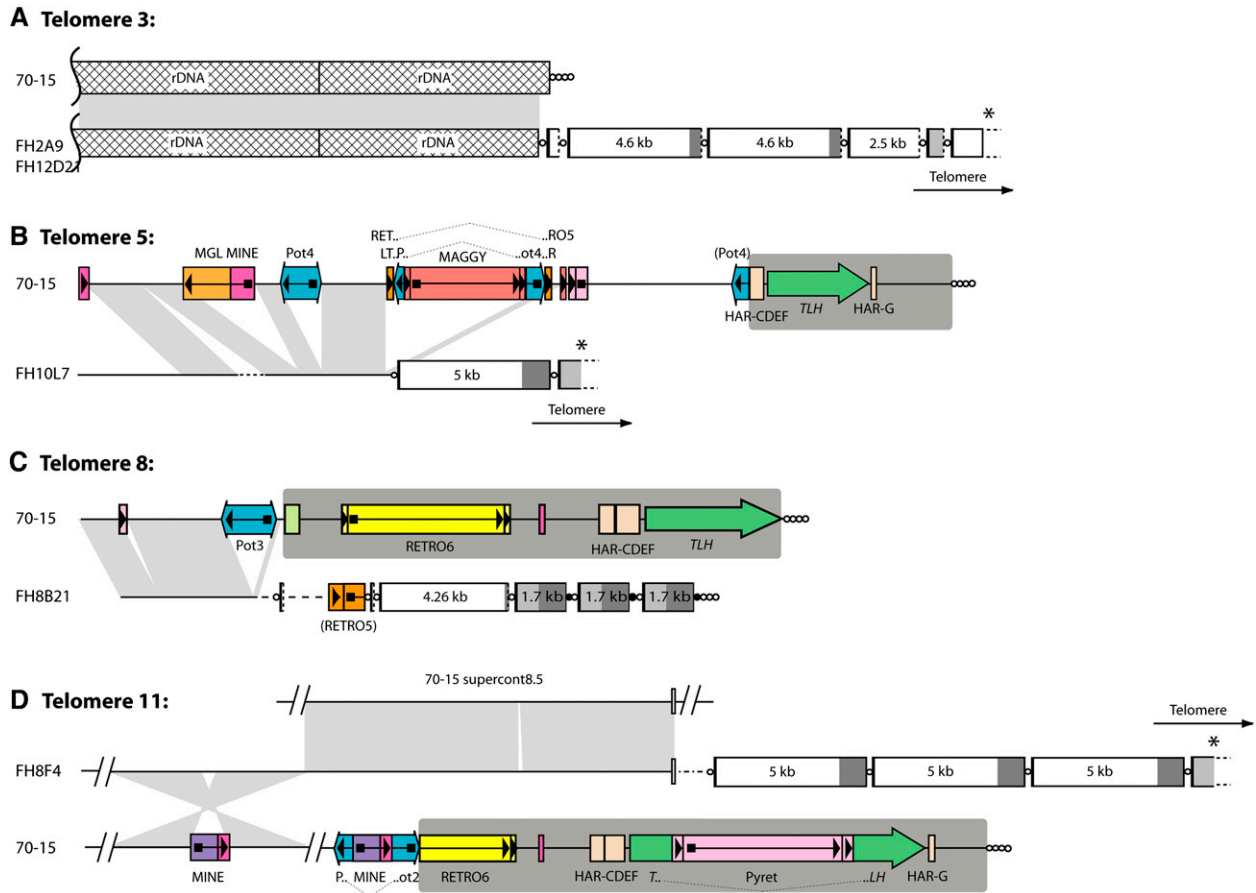 A Telomere 3:
70-15
rDNA rDNA
FH2A9
FH12D21
rDNA rDNA 4.6 kb 4.6 kb 2.5 kb *
Telomere
B Telomere 5:
RET.. ..RO5
MGL MINE Pot4 LT.P.. MAGGY ..ot4..R (Pot4)
70-15
HAR-CDEF TLH HAR-G
FH10L7
5 kb *
Telomere
C Telomere 8:
70-15
Pot3 RETRO6 HAR-CDEF TLH
FH8B21
4.26 kb 1.7 kb 1.7 kb 1.7 kb
(RETRO5)
70-15 supercont8.5
D Telomere 11:
Telomere
FH8F4
5 kb 5 kb 5 kb *
70-15
MINE P.. MINE ..ot2 RETRO6 HAR-CDEF T.. Pyret ..LH HAR-G